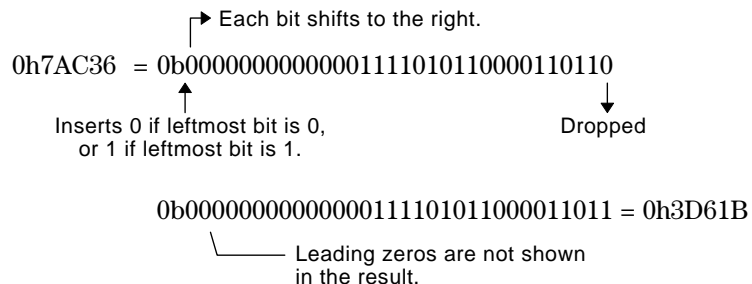 Each bit shifts to the right.
0h7AC36 = 0b00000000000001111010110000110110
Inserts 0 if leftmost bit is 0,
or 1 if leftmost bit is 1.
Dropped
0b00000000000000111101011000011011 = 0h3D61B
Leading zeros are not shown
in the result.